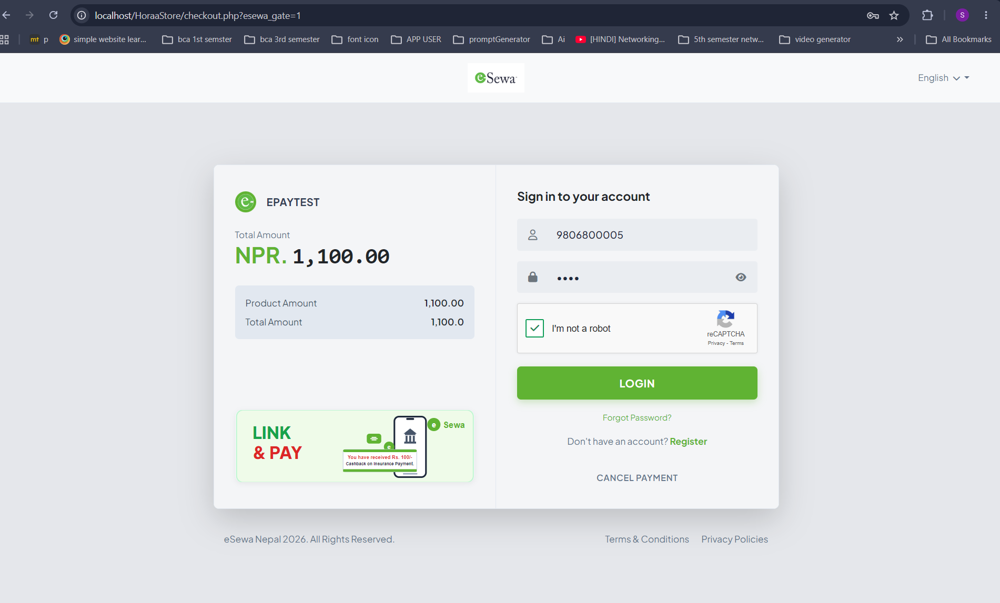 localhost/HoraaStore/checkout.php?esewa_gate=1
S
mt p
simple website lear...
bca 1st semster
bca 3rd semester
font icon
APP USER
promptGenerator
Ai
[HINDI] Networking...
5th semester netw...
video generator
All Bookmarks
eSewa
English
e
EPAYTEST
Total Amount
NPR. 1,100.00
Product Amount 1,100.00
Total Amount 1,100.0
LINK
& PAY
e Sewa
e
You have received Rs. 100/-
Cashback on Insurance Payment.
Sign in to your account
9806800005
I'm not a robot
reCAPTCHA
Privacy - Terms
LOGIN
Forgot Password?
Don't have an account? Register
CANCEL PAYMENT
eSewa Nepal 2026. All Rights Reserved.
Terms & Conditions Privacy Policies